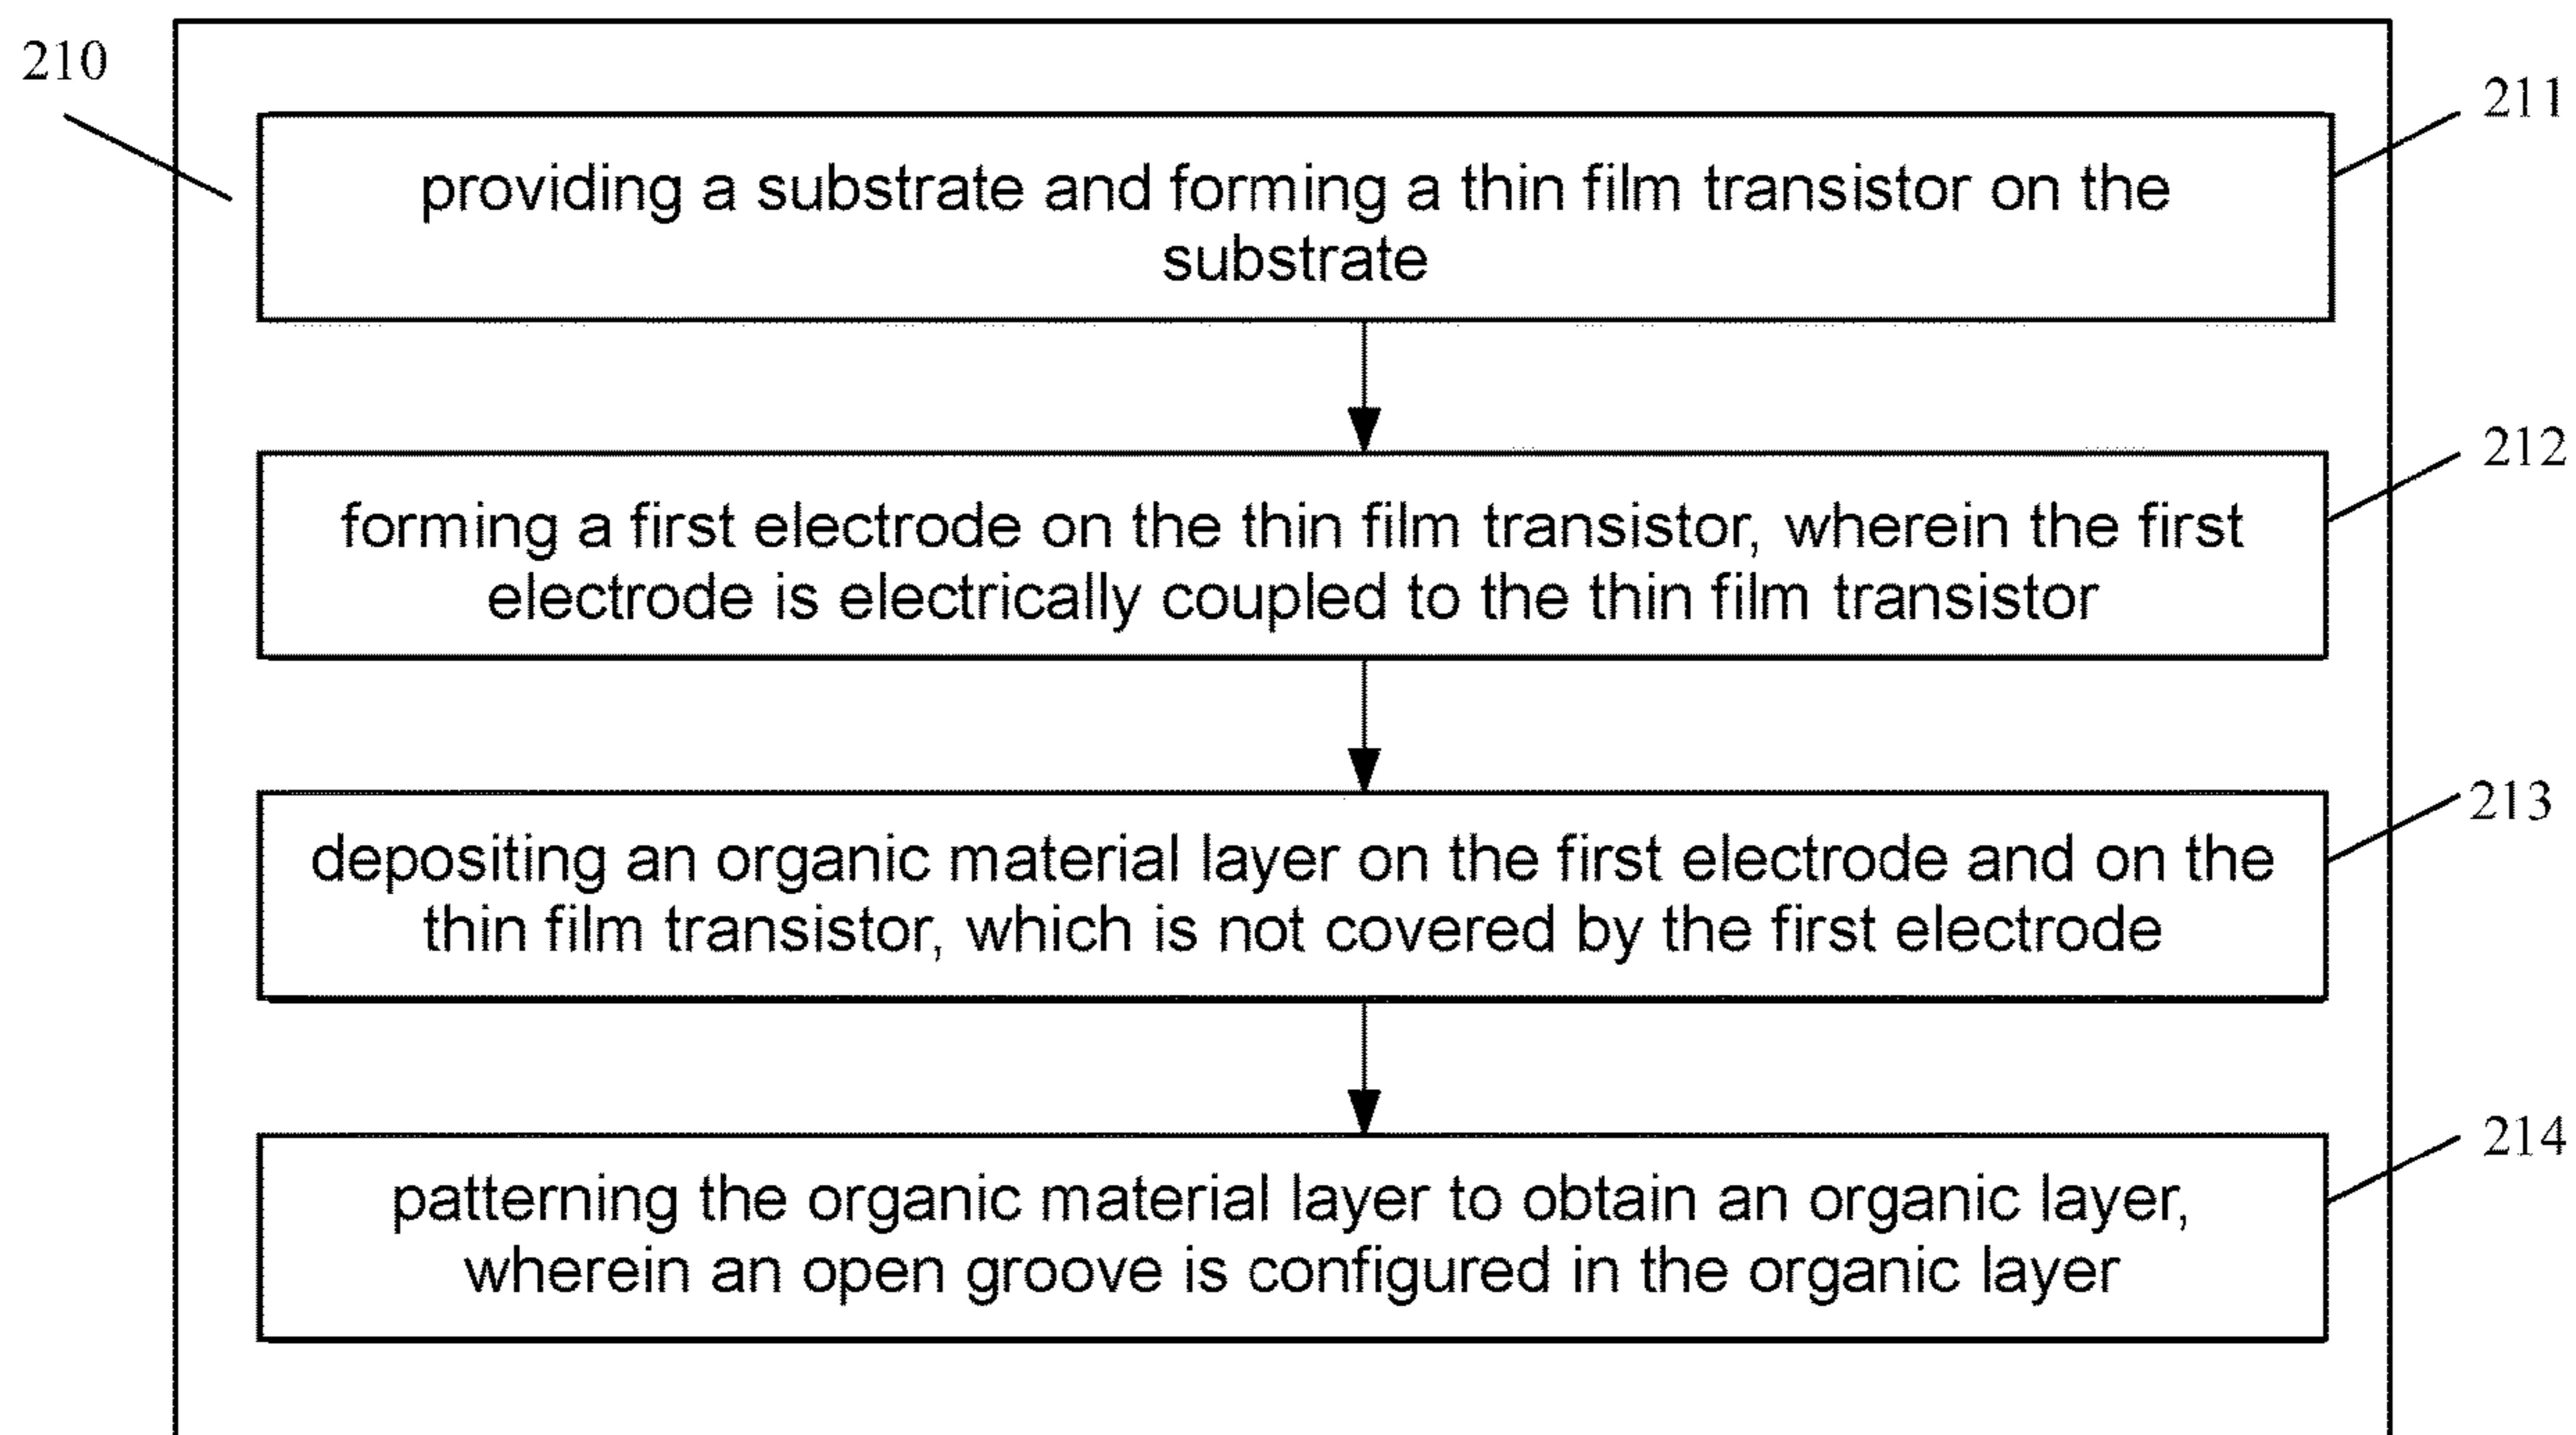 210
211
providing a substrate and forming a thin film transistor on the
substrate
212
forming a first electrode on the thin film transistor, wherein the first
electrode is electrically coupled to the thin film transistor
213
depositing an organic material layer on the first electrode and on the
thin film transistor, which is not covered by the first electrode
214
patterning the organic material layer to obtain an organic layer,
wherein an open groove is configured in the organic layer